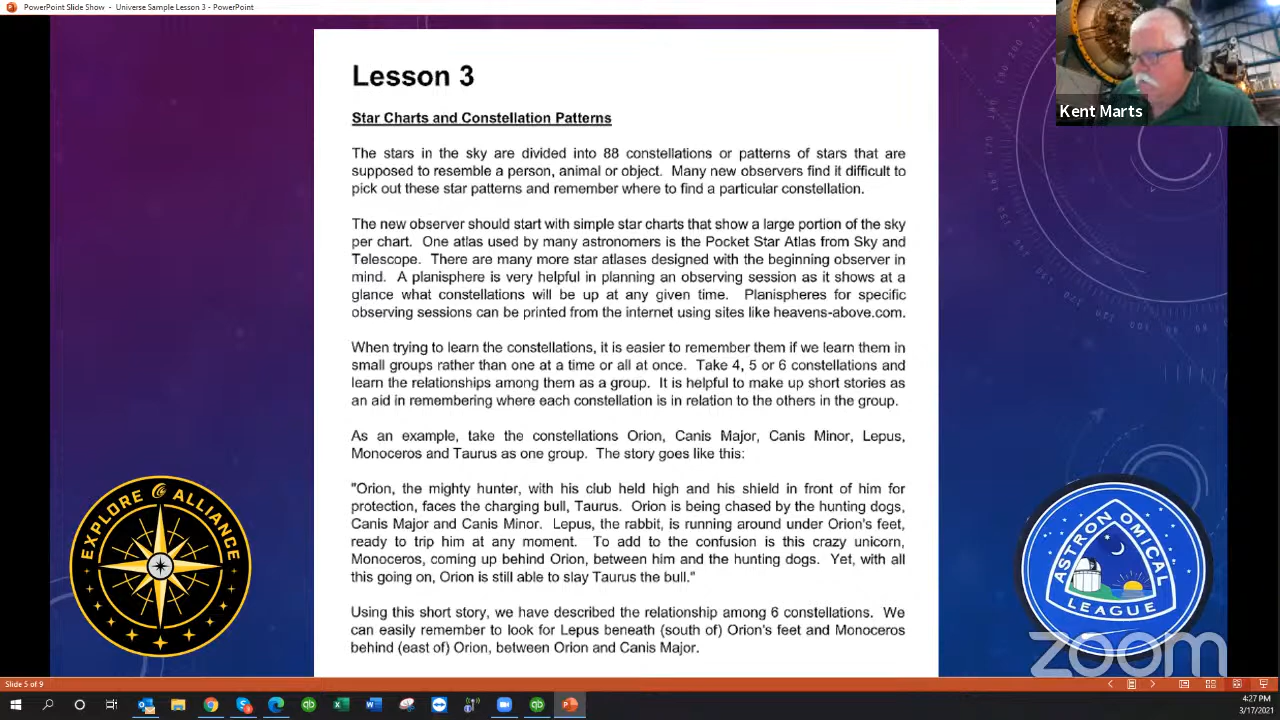 PowerPoint Slide Show - Universe Sample Lesson 3 - PowerPoint
Kent Marts
Lesson 3
Star Charts and Constellation Patterns
The stars in the sky are divided into 88 constellations or patterns of stars that are
supposed to resemble a person, animal or object. Many new observers find it difficult to
pick out these star patterns and remember where to find a particular constellation.
The new observer should start with simple star charts that show a large portion of the sky
per chart. One atlas used by many astronomers is the Pocket Star Atlas from Sky and
Telescope. There are many more star atlases designed with the beginning observer in
mind. A planisphere is very helpful in planning an observing session as it shows at a
glance what constellations will be up at any given time. Planispheres for specific
observing sessions can be printed from the internet using sites like heavens-above.com.
When trying to learn the constellations, it is easier to remember them if we learn them in
small groups rather than one at a time or all at once. Take 4, 5 or 6 constellations and
learn the relationships among them as a group. It is helpful to make up short stories as
an aid in remembering where each constellation is in relation to the others in the group.
As an example, take the constellations Orion, Canis Major, Canis Minor, Lepus,
Monoceros and Taurus as one group. The story goes like this:
"Orion, the mighty hunter, with his club held high and his shield in front of him for
protection, faces the charging bull, Taurus. Orion is being chased by the hunting dogs,
Canis Major and Canis Minor. Lepus, the rabbit, is running around under Orion's feet,
ready to trip him at any moment. To add to the confusion is this crazy unicorn,
Monoceros, coming up behind Orion, between him and the hunting dogs. Yet, with all
this going on, Orion is still able to slay Taurus the bull."
Using this short story, we have described the relationship among 6 constellations. We
can easily remember to look for Lepus beneath (south of) Orion's feet and Monoceros
behind (east of) Orion, between Orion and Canis Major.
EXPLORE ALLIANCE
ASTRONOMICAL
LEAGUE
zoom
Slide 5 of 9
4:27 PM
3/17/2021